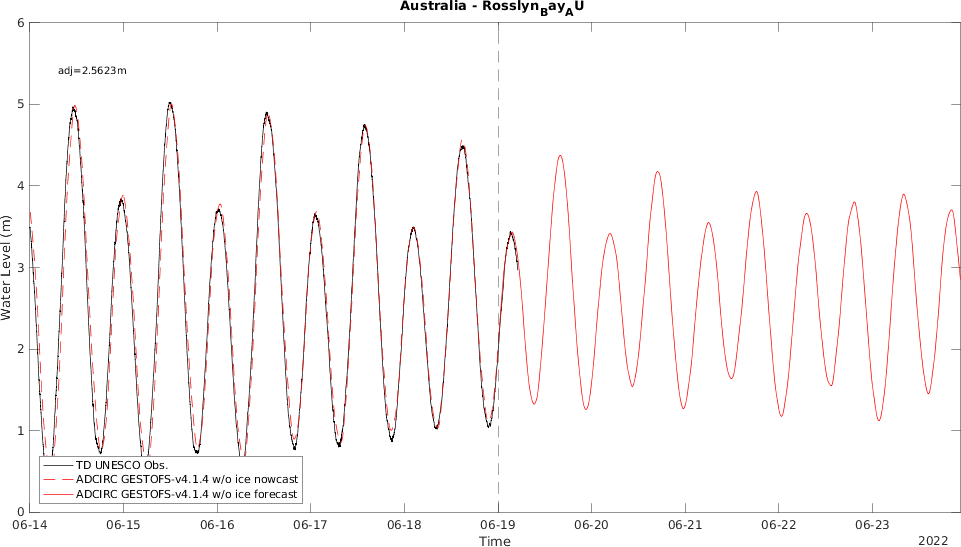 Australia - Rosslyn_Bay_AU
6
adj=2.5623m
5
4
3
2
1
0
Water Level (m)
TD UNESCO Obs.
ADCIRC GESTOFS-v4.1.4 w/o ice nowcast
ADCIRC GESTOFS-v4.1.4 w/o ice forecast
06-14 06-15 06-16 06-17 06-18 06-19 06-20 06-21 06-22 06-23
Time
2022